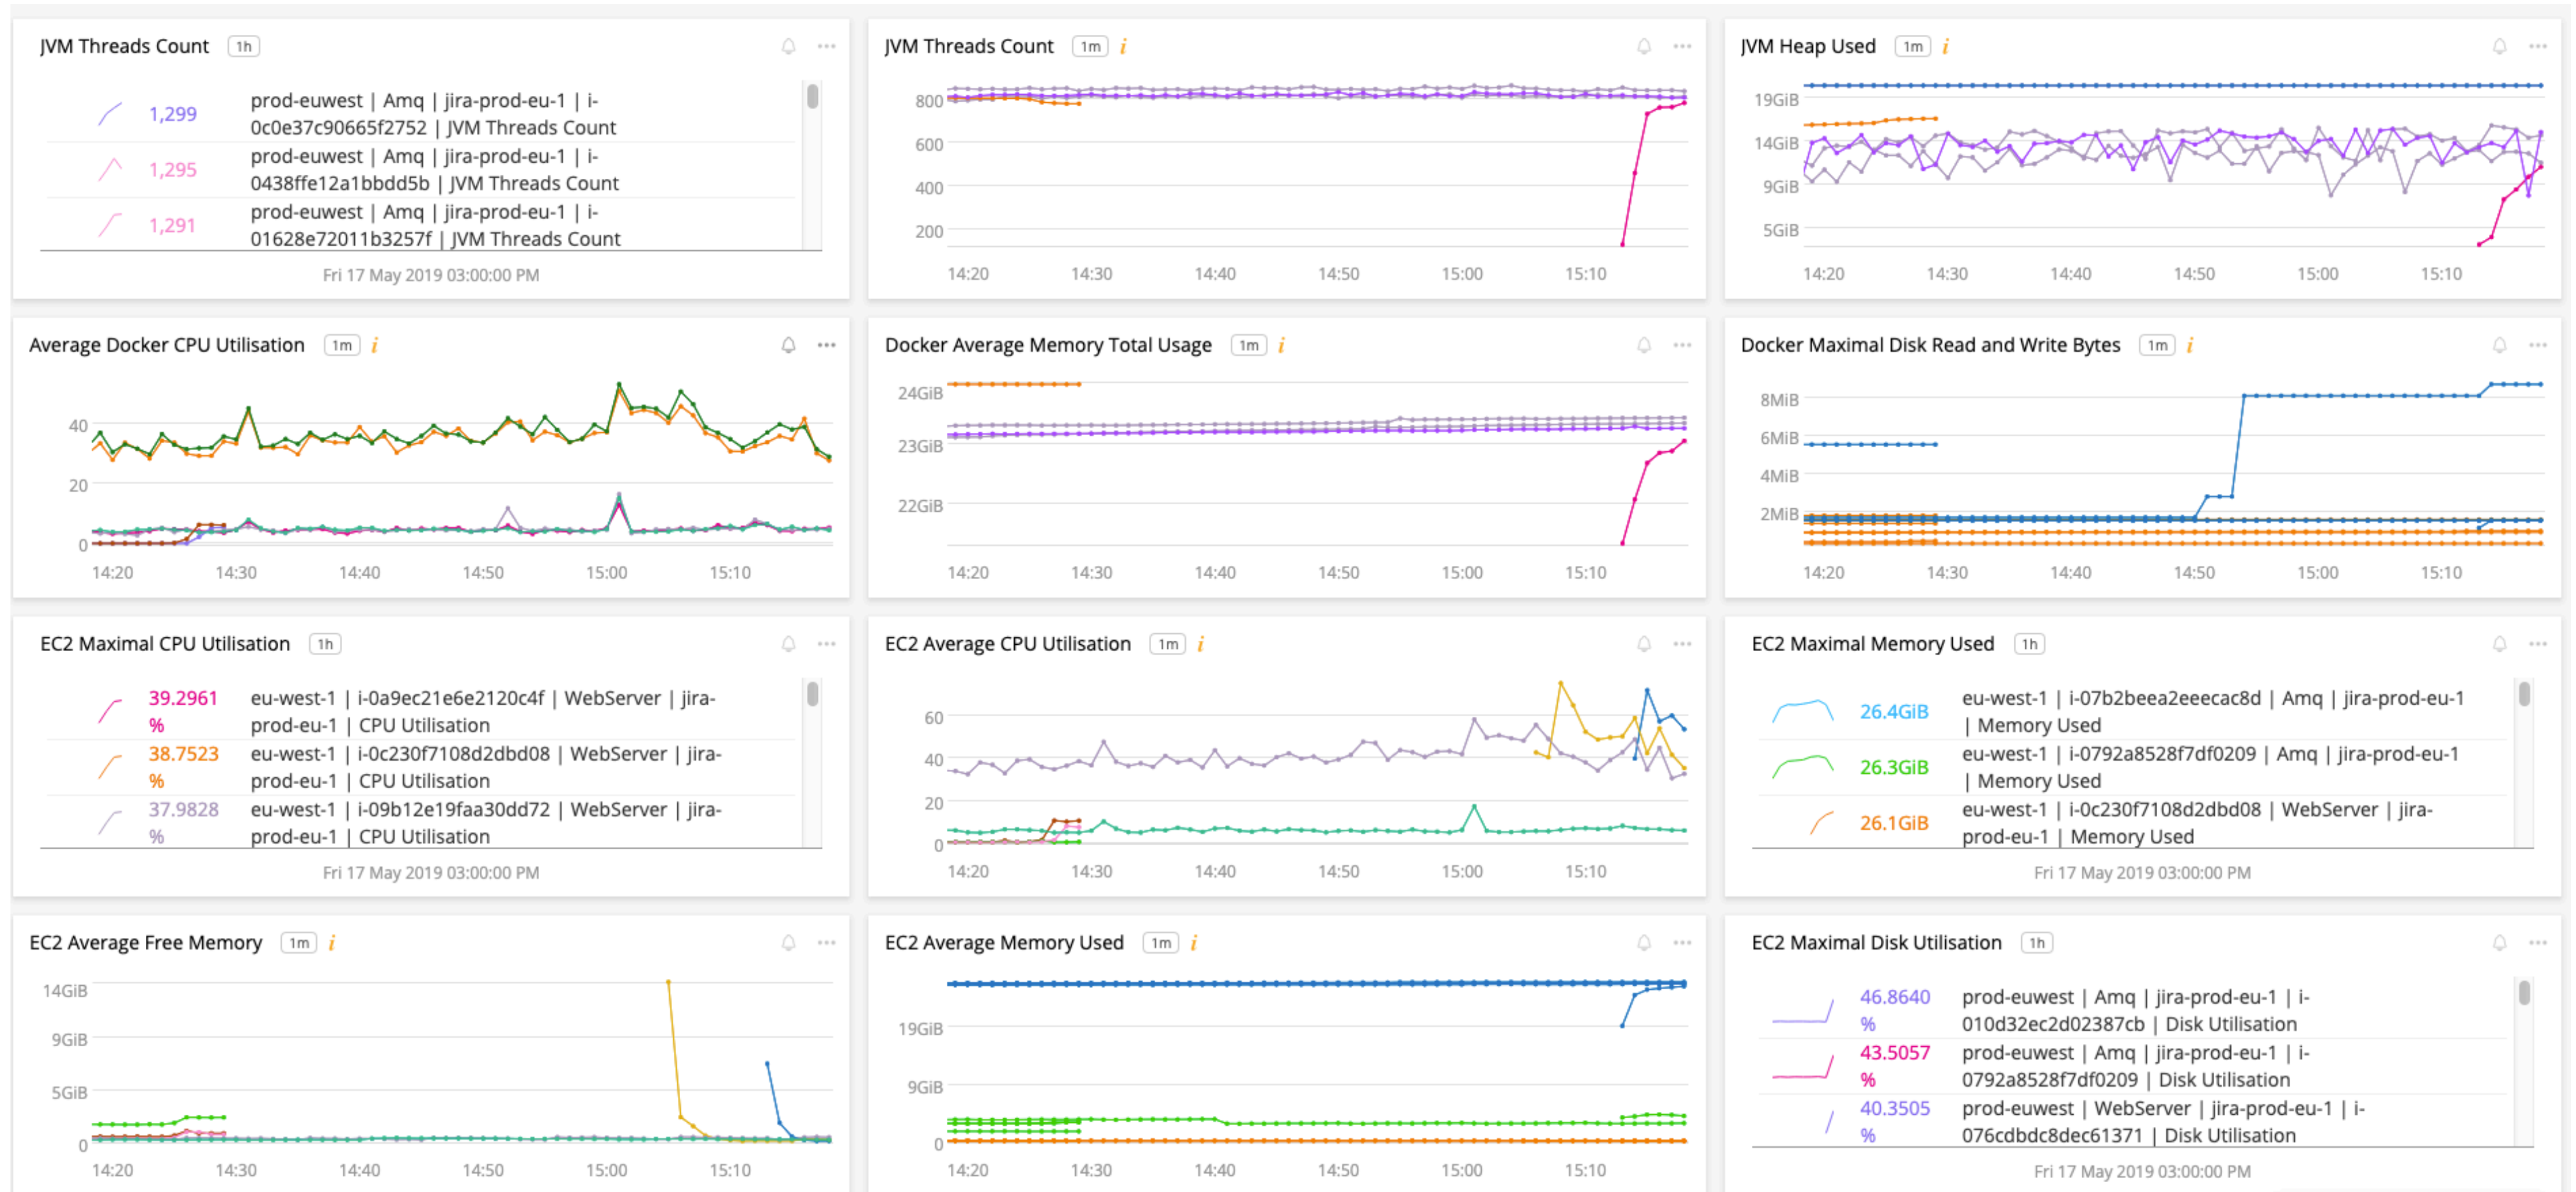 JVM Threads Count 1h
1,299 prod-euwest | Amq | jira-prod-eu-1 | i-
0c0e37c90665f2752 | JVM Threads Count
1,295 prod-euwest | Amq | jira-prod-eu-1 | i-
0438ffe12a1bbdd5b | JVM Threads Count
1,291 prod-euwest | Amq | jira-prod-eu-1 | i-
01628e72011b3257f | JVM Threads Count
Fri 17 May 2019 03:00:00 PM
JVM Threads Count 1m i
800
600
400
200
14:20 14:30 14:40 14:50 15:00 15:10
JVM Heap Used 1m i
19GiB
14GiB
9GiB
5GiB
14:20 14:30 14:40 14:50 15:00 15:10
Average Docker CPU Utilisation 1m i
40
20
0
14:20 14:30 14:40 14:50 15:00 15:10
Docker Average Memory Total Usage 1m i
24GiB
23GiB
22GiB
14:20 14:30 14:40 14:50 15:00 15:10
Docker Maximal Disk Read and Write Bytes 1m i
8MiB
6MiB
4MiB
2MiB
14:20 14:30 14:40 14:50 15:00 15:10
EC2 Maximal CPU Utilisation 1h
39.2961 eu-west-1 | i-0a9ec21e6e2120c4f | WebServer | jira-
% prod-eu-1 | CPU Utilisation
38.7523 eu-west-1 | i-0c230f7108d2dbd08 | WebServer | jira-
% prod-eu-1 | CPU Utilisation
37.9828 eu-west-1 | i-09b12e19faa30dd72 | WebServer | jira-
% prod-eu-1 | CPU Utilisation
Fri 17 May 2019 03:00:00 PM
EC2 Average CPU Utilisation 1m i
60
40
20
0
14:20 14:30 14:40 14:50 15:00 15:10
EC2 Maximal Memory Used 1h
26.4GiB eu-west-1 | i-07b2beea2eeecac8d | Amq | jira-prod-eu-1
| Memory Used
26.3GiB eu-west-1 | i-0792a8528f7df0209 | Amq | jira-prod-eu-1
| Memory Used
26.1GiB eu-west-1 | i-0c230f7108d2dbd08 | WebServer | jira-
prod-eu-1 | Memory Used
Fri 17 May 2019 03:00:00 PM
EC2 Average Free Memory 1m i
14GiB
9GiB
5GiB
0
14:20 14:30 14:40 14:50 15:00 15:10
EC2 Average Memory Used 1m i
19GiB
9GiB
0
14:20 14:30 14:40 14:50 15:00 15:10
EC2 Maximal Disk Utilisation 1h
46.8640 prod-euwest | Amq | jira-prod-eu-1 | i-
% 010d32ec2d02387cb | Disk Utilisation
43.5057 prod-euwest | Amq | jira-prod-eu-1 | i-
% 0792a8528f7df0209 | Disk Utilisation
40.3505 prod-euwest | WebServer | jira-prod-eu-1 | i-
% 076cdbdc8dec61371 | Disk Utilisation
Fri 17 May 2019 03:00:00 PM